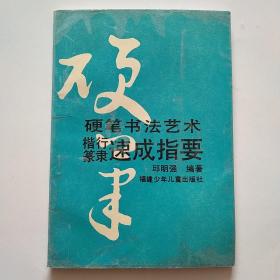 硬笔
硬笔书法艺术
楷行篆隶速成指要
邱明强 编著
福建少年儿童出版社